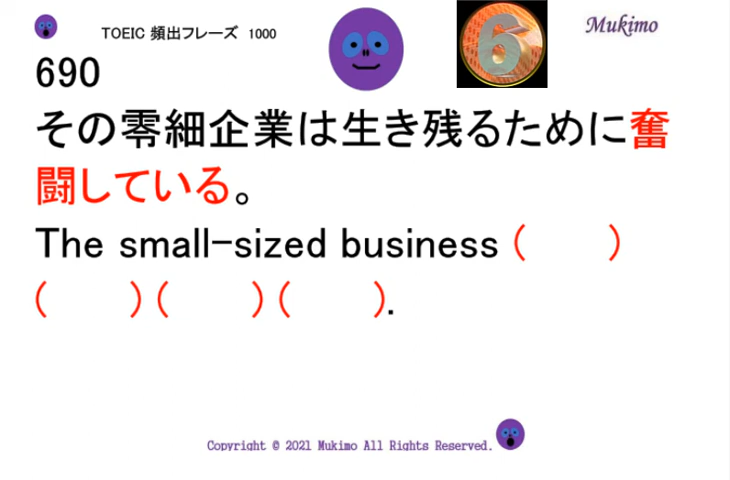 TOEIC 頻出フレーズ 1000
6
Mukimo
690
その零細企業は生き残るために奮
闘している。
The small-sized business (　　)
(　　) (　　) (　　).
Copyright © 2021 Mukimo All Rights Reserved.